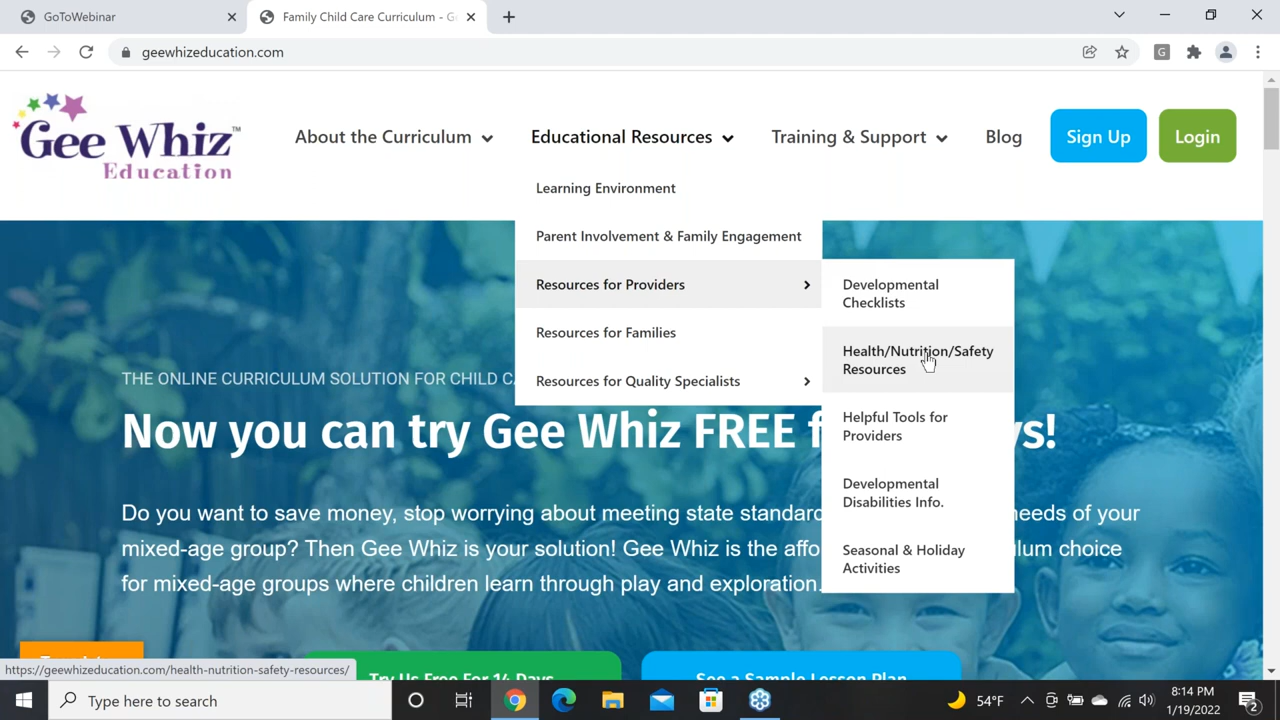 GoToWebinar
Family Child Care Curriculum - G
geewhizeducation.com
G
Gee Whiz™
Education
About the Curriculum
Educational Resources
Training & Support
Blog
Sign Up
Login
Learning Environment
Parent Involvement & Family Engagement
Resources for Providers
Resources for Families
Resources for Quality Specialists
Developmental
Checklists
Health/Nutrition/Safety
Resources
Helpful Tools for
Providers
Developmental
Disabilities Info.
Seasonal & Holiday
Activities
THE ONLINE CURRICULUM SOLUTION FOR CHILD
Now you can try Gee Whiz FREE
Do you want to save money, stop worrying about meeting state standard needs of your
mixed-age group? Then Gee Whiz is your solution! Gee Whiz is the affo lum choice
for mixed-age groups where children learn through play and exploration.
Try Us Free For 14 Days
See a Sample Lesson Plan
https://geewhizeducation.com/health-nutrition-safety-resources/
Type here to search
54°F
8:14 PM
1/19/2022
2